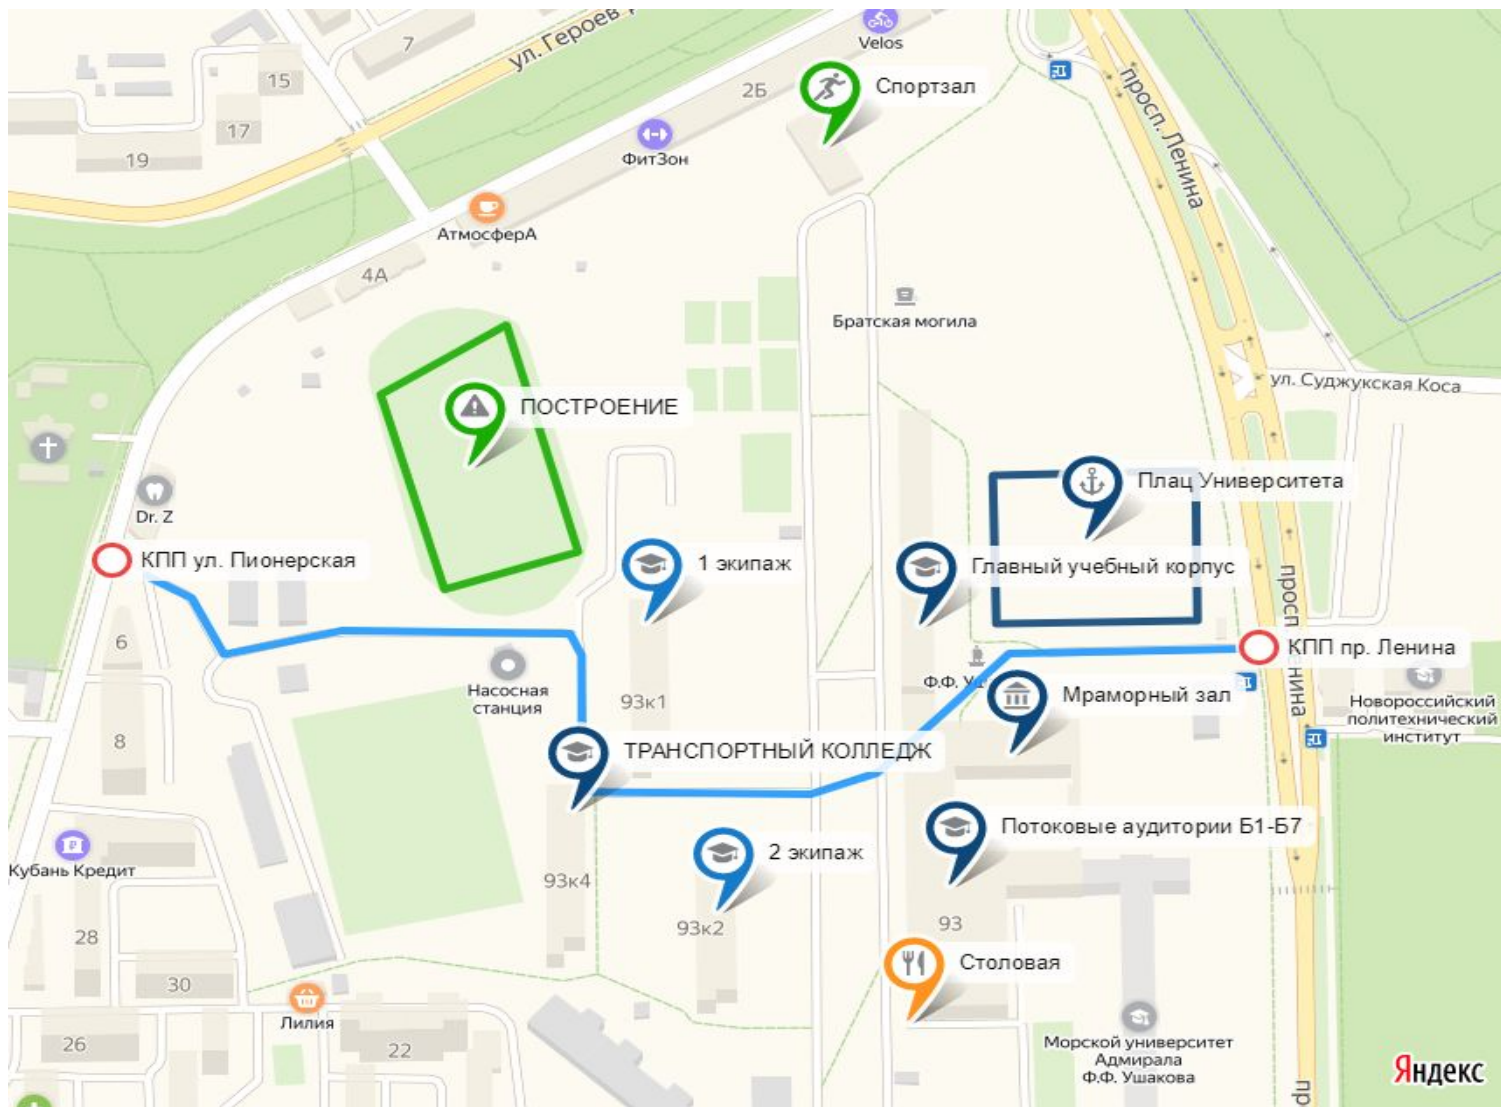 Velos
Спортзал
ул. Героев
7
15
2Б
17
19
ФитЗон
просп. Ленина
АтмосферА
4А
Братская могила
ул. Суджукская Коса
ПОСТРОЕНИЕ
Плац Университета
Dr. Z
КПП ул. Пионерская
1 экипаж
Главный учебный корпус
6
КПП пр. Ленина
Ф.Ф.
Насосная
станция
93к1
Мраморный зал
Новороссийский
политехнический
институт
8
ТРАНСПОРТНЫЙ КОЛЛЕДЖ
Потоковые аудитории Б1-Б7
2 экипаж
Кубань Кредит
93к4
93к2
93
28
Столовая
30
Лилия
26
22
Морской университет
Адмирала
Ф.Ф. Ушакова
Яндекс